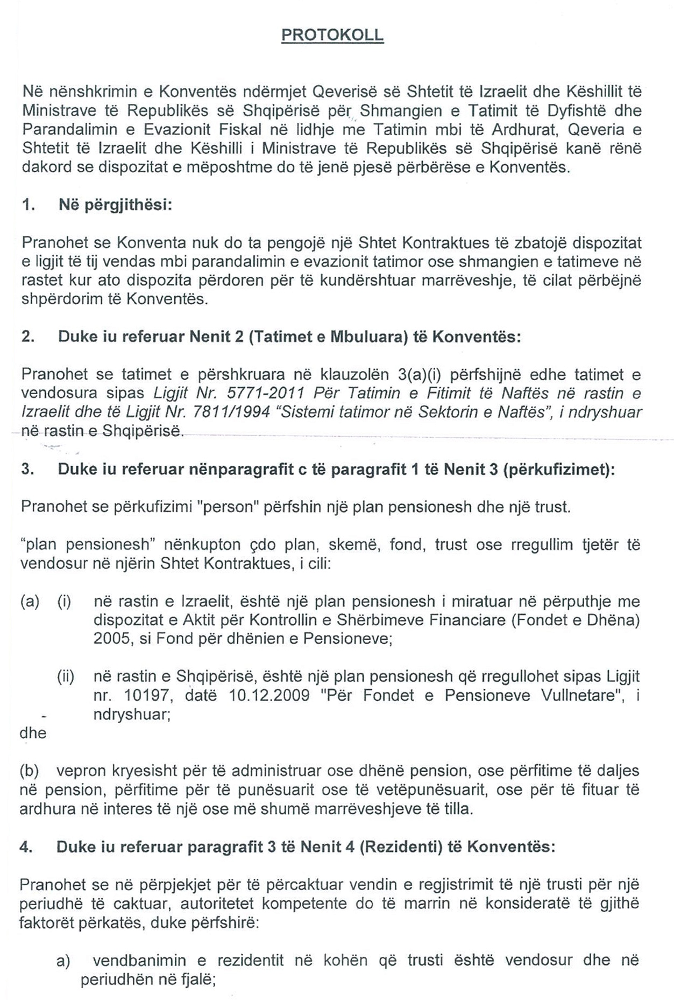 PROTOKOLL
Në nënshkrimin e Konventës ndërmjet Qeverisë së Shtetit të Izraelit dhe Këshillit të
Ministrave të Republikës së Shqipërisë për Shmangien e Tatimit të Dyfishtë dhe
Parandalimin e Evazionit Fiskal në lidhje me Tatimin mbi të Ardhurat, Qeveria e
Shtetit të Izraelit dhe Këshilli i Ministrave të Republikës së Shqipërisë kanë rënë
dakord se dispozitat e mëposhtme do të jenë pjesë përbërëse e Konventës.
1. Në përgjithësi:
Pranohet se Konventa nuk do ta pengojë një Shtet Kontraktues të zbatojë dispozitat
e ligjit të tij vendas mbi parandalimin e evazionit tatimor ose shmangien e tatimeve në
rastet kur ato dispozita përdoren për të kundërshtuar marrëveshje, të cilat përbëjnë
shpërdorim të Konventës.
2. Duke iu referuar Nenit 2 (Tatimet e Mbuluara) të Konventës:
Pranohet se tatimet e përshkruara në klauzolën 3(a)(i) përfshijnë edhe tatimet e
vendosura sipas Ligjit Nr. 5771-2011 Për Tatimin e Fitimit të Naftës në rastin e
Izraelit dhe të Ligjit Nr. 7811/1994 “Sistemi tatimor në Sektorin e Naftës”, i ndryshuar
në rastin e Shqipërisë.
3. Duke iu referuar nënparagrafit c të paragrafit 1 të Nenit 3 (përkufizimet):
Pranohet se përkufizimi "person" përfshin një plan pensionesh dhe një trust.
“plan pensionesh” nënkupton çdo plan, skemë, fond, trust ose rregullim tjetër të
vendosur në njërin Shtet Kontraktues, i cili:
(a) (i) në rastin e Izraelit, është një plan pensionesh i miratuar në përputhje me
dispozitat e Aktit për Kontrollin e Shërbimeve Financiare (Fondet e Dhëna)
2005, si Fond për dhënien e Pensioneve;
(ii) në rastin e Shqipërisë, është një plan pensionesh që rregullohet sipas Ligjit
nr. 10197, datë 10.12.2009 "Për Fondet e Pensioneve Vullnetare", i
ndryshuar;
dhe
(b) vepron kryesisht për të administruar ose dhënë pension, ose përfitime të daljes
në pension, përfitime për të punësuarit ose të vetëpunësuarit, ose për të fituar të
ardhura në interes të një ose më shumë marrëveshjeve të tilla.
4. Duke iu referuar paragrafit 3 të Nenit 4 (Rezidenti) të Konventës:
Pranohet se në përpjekjet për të përcaktuar vendin e regjistrimit të një trusti për një
periudhë të caktuar, autoritetet kompetente do të marrin në konsideratë të gjithë
faktorët përkatës, duke përfshirë:
a) vendbanimin e rezidentit në kohën që trusti është vendosur dhe në
periudhën në fjalë;